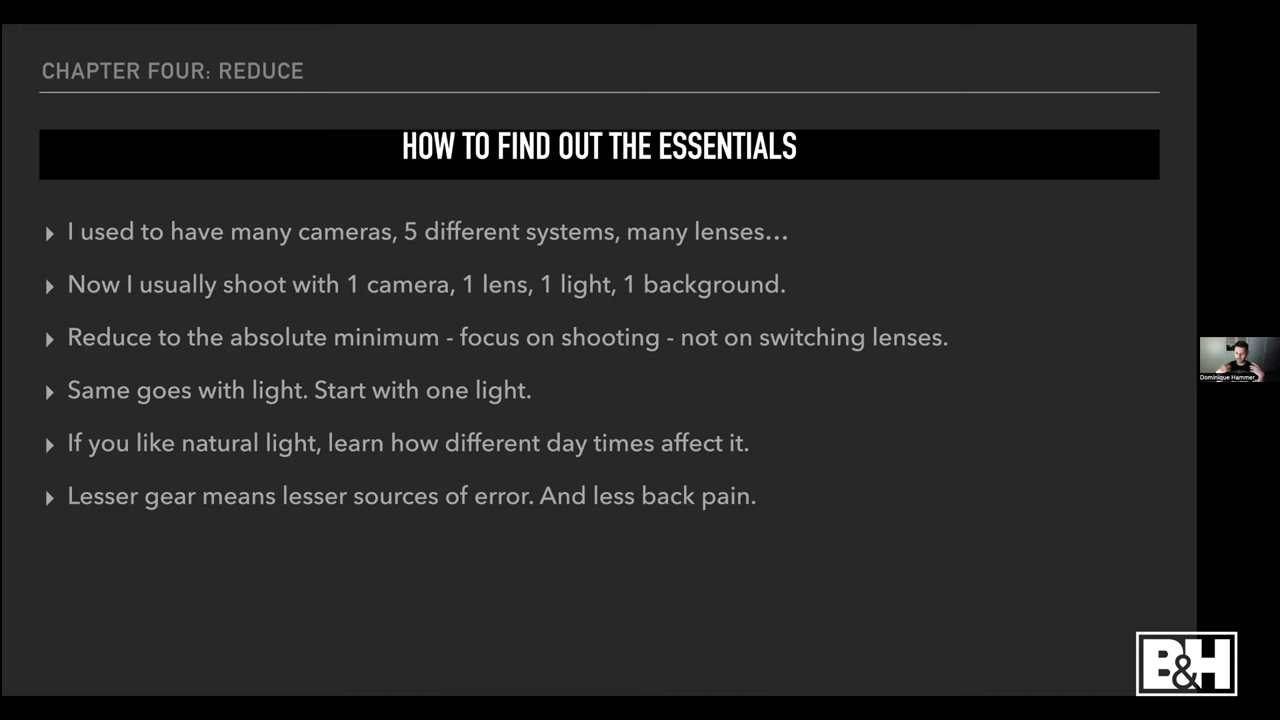 CHAPTER FOUR: REDUCE
HOW TO FIND OUT THE ESSENTIALS
I used to have many cameras, 5 different systems, many lenses...
Now I usually shoot with 1 camera, 1 lens, 1 light, 1 background.
Reduce to the absolute minimum - focus on shooting - not on switching lenses.
Same goes with light. Start with one light.
If you like natural light, learn how different day times affect it.
Lesser gear means lesser sources of error. And less back pain.
Dominique Hammer
B&H